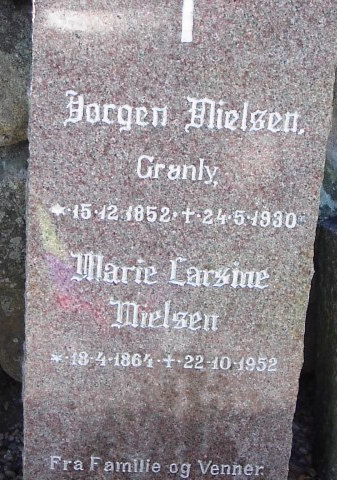 Jorgen Nielsen.
Granly,
*·15·12·1852·✝·24·5·1930·
Marie Larsine
Nielsen
*·18·4·1864·✝·22·10·1952
Fra Familie og Venner.